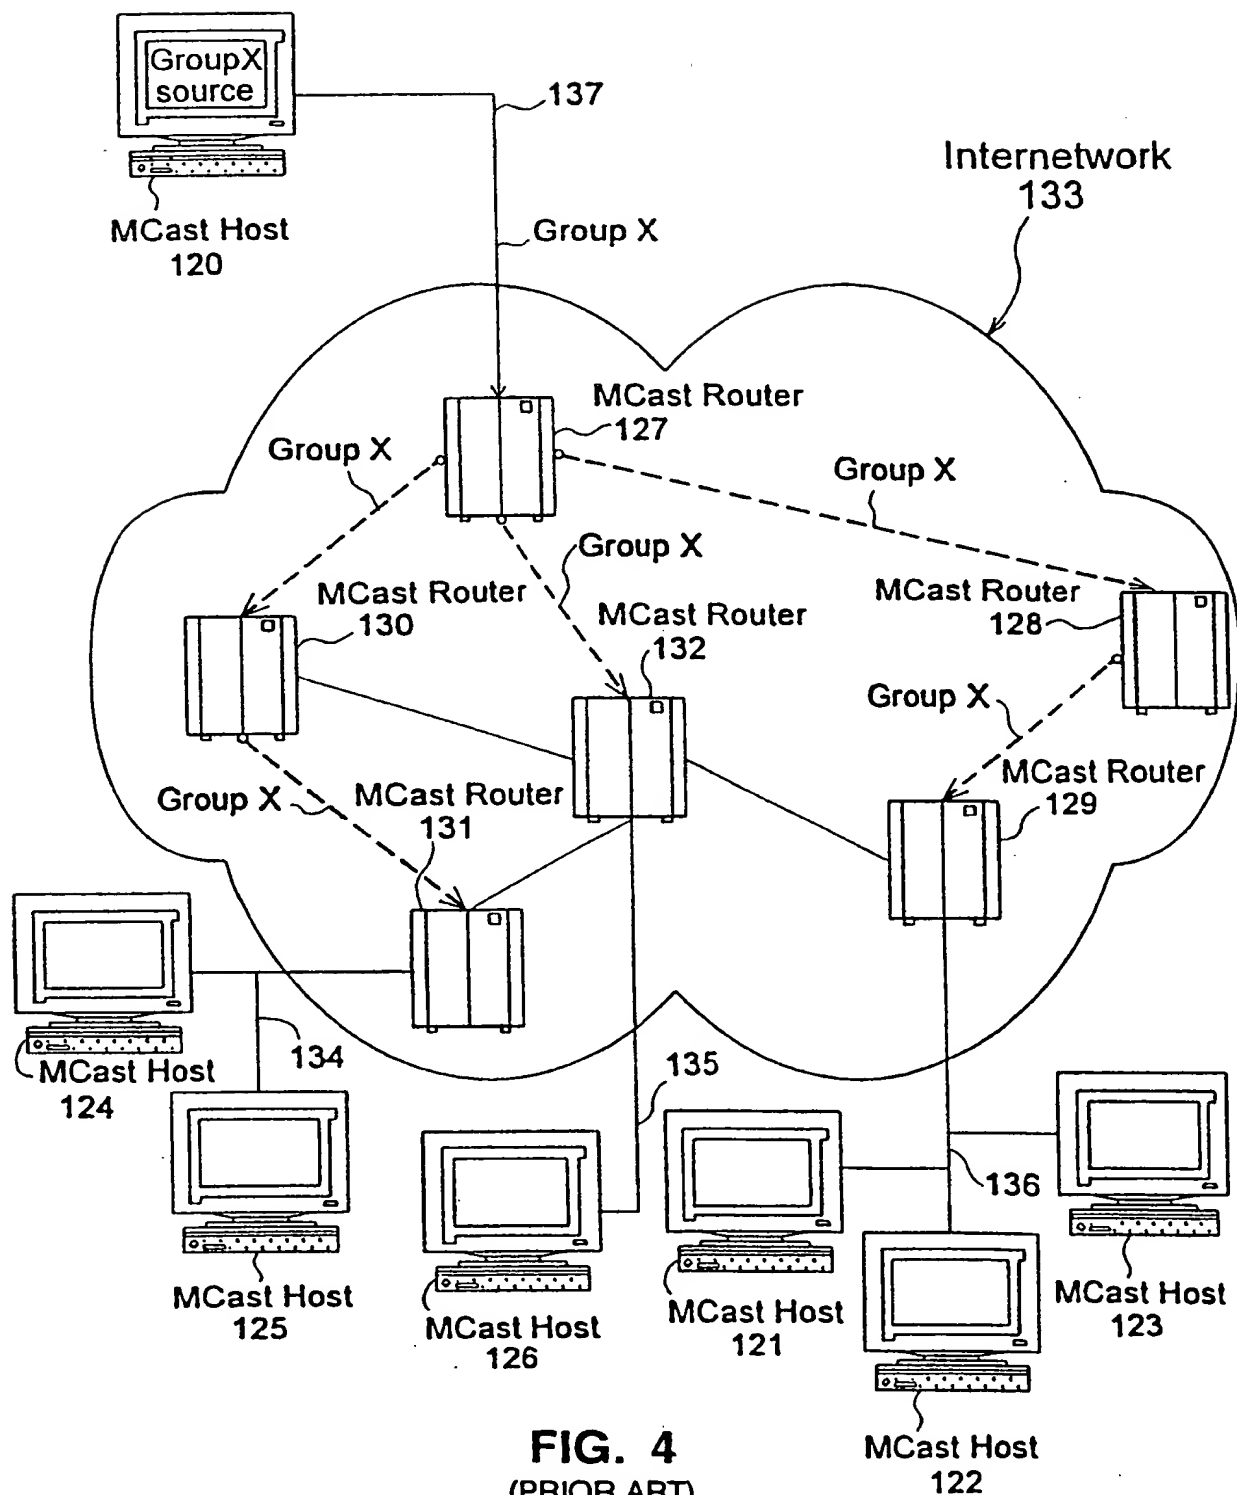 GroupX
source
137
Internetwork
133
MCast Host
120
Group X
MCast Router
127
Group X
Group X
Group X
MCast Router
130
MCast Router
132
MCast Router
128
Group X
MCast Router
129
Group X
MCast Router
131
134
MCast Host
124
135
136
MCast Host
125
MCast Host
126
MCast Host
121
MCast Host
123
MCast Host
122
FIG. 4
(PRIOR ART)